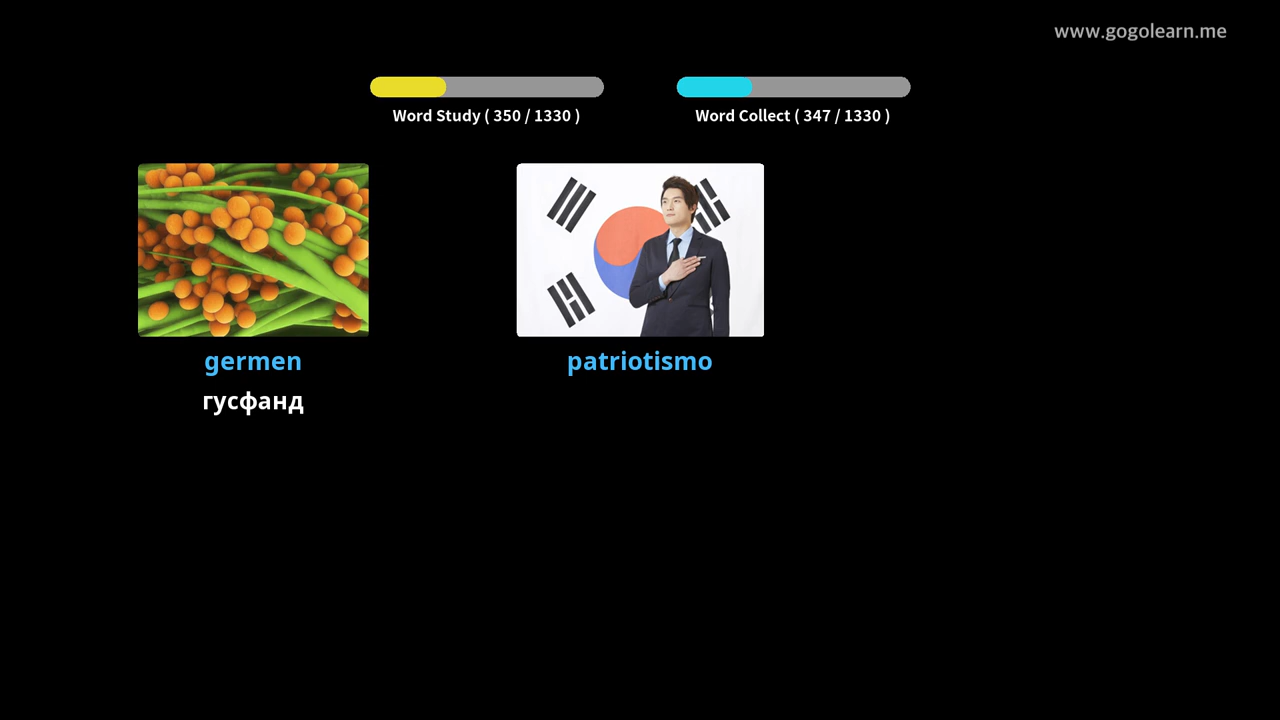 www.gogolearn.me
Word Study ( 350 / 1330 )
Word Collect ( 347 / 1330 )
germen
гусфанд
patriotismo